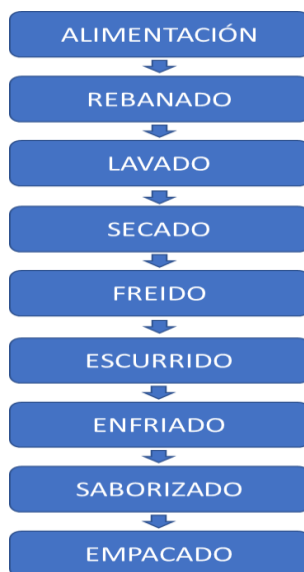 ALIMENTACIÓN
REBANADO
LAVADO
SECADO
FREIDO
ESCURRIDO
ENFRIADO
SABORIZADO
EMPACADO